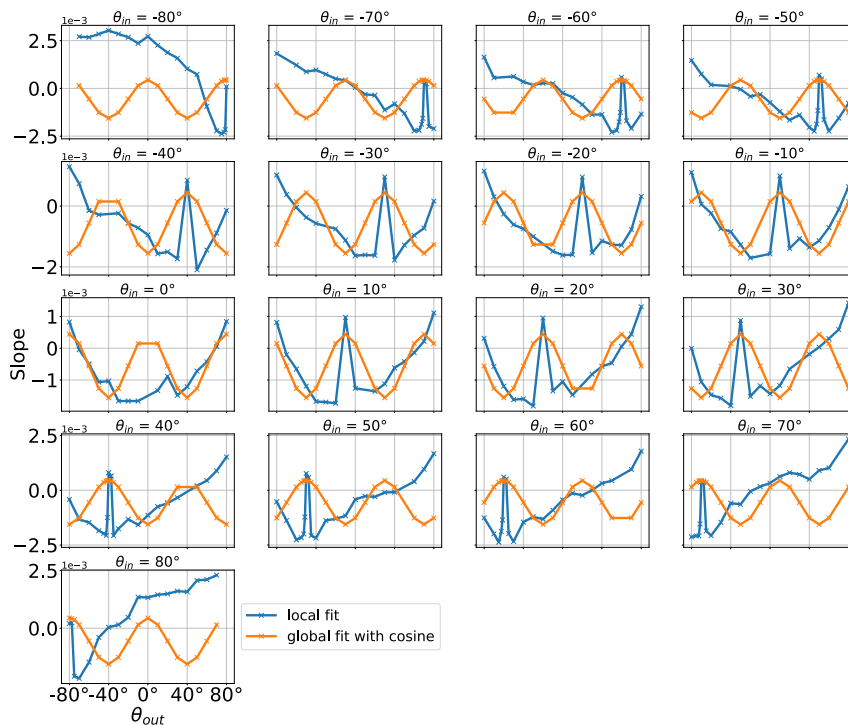 θin = -80° θin = -70° θin = -60° θin = -50°
1e-3
2.5
0.0
−2.5
θin = -40° θin = -30° θin = -20° θin = -10°
1e-3
0
−2
θin = 0° θin = 10° θin = 20° θin = 30°
1e-3
1
0
−1
Slope
θin = 40° θin = 50° θin = 60° θin = 70°
1e-3
2.5
0.0
−2.5
θin = 80°
1e-3
2.5
0.0
local fit
global fit with cosine
-80° -40° 0° 40° 80°
θout